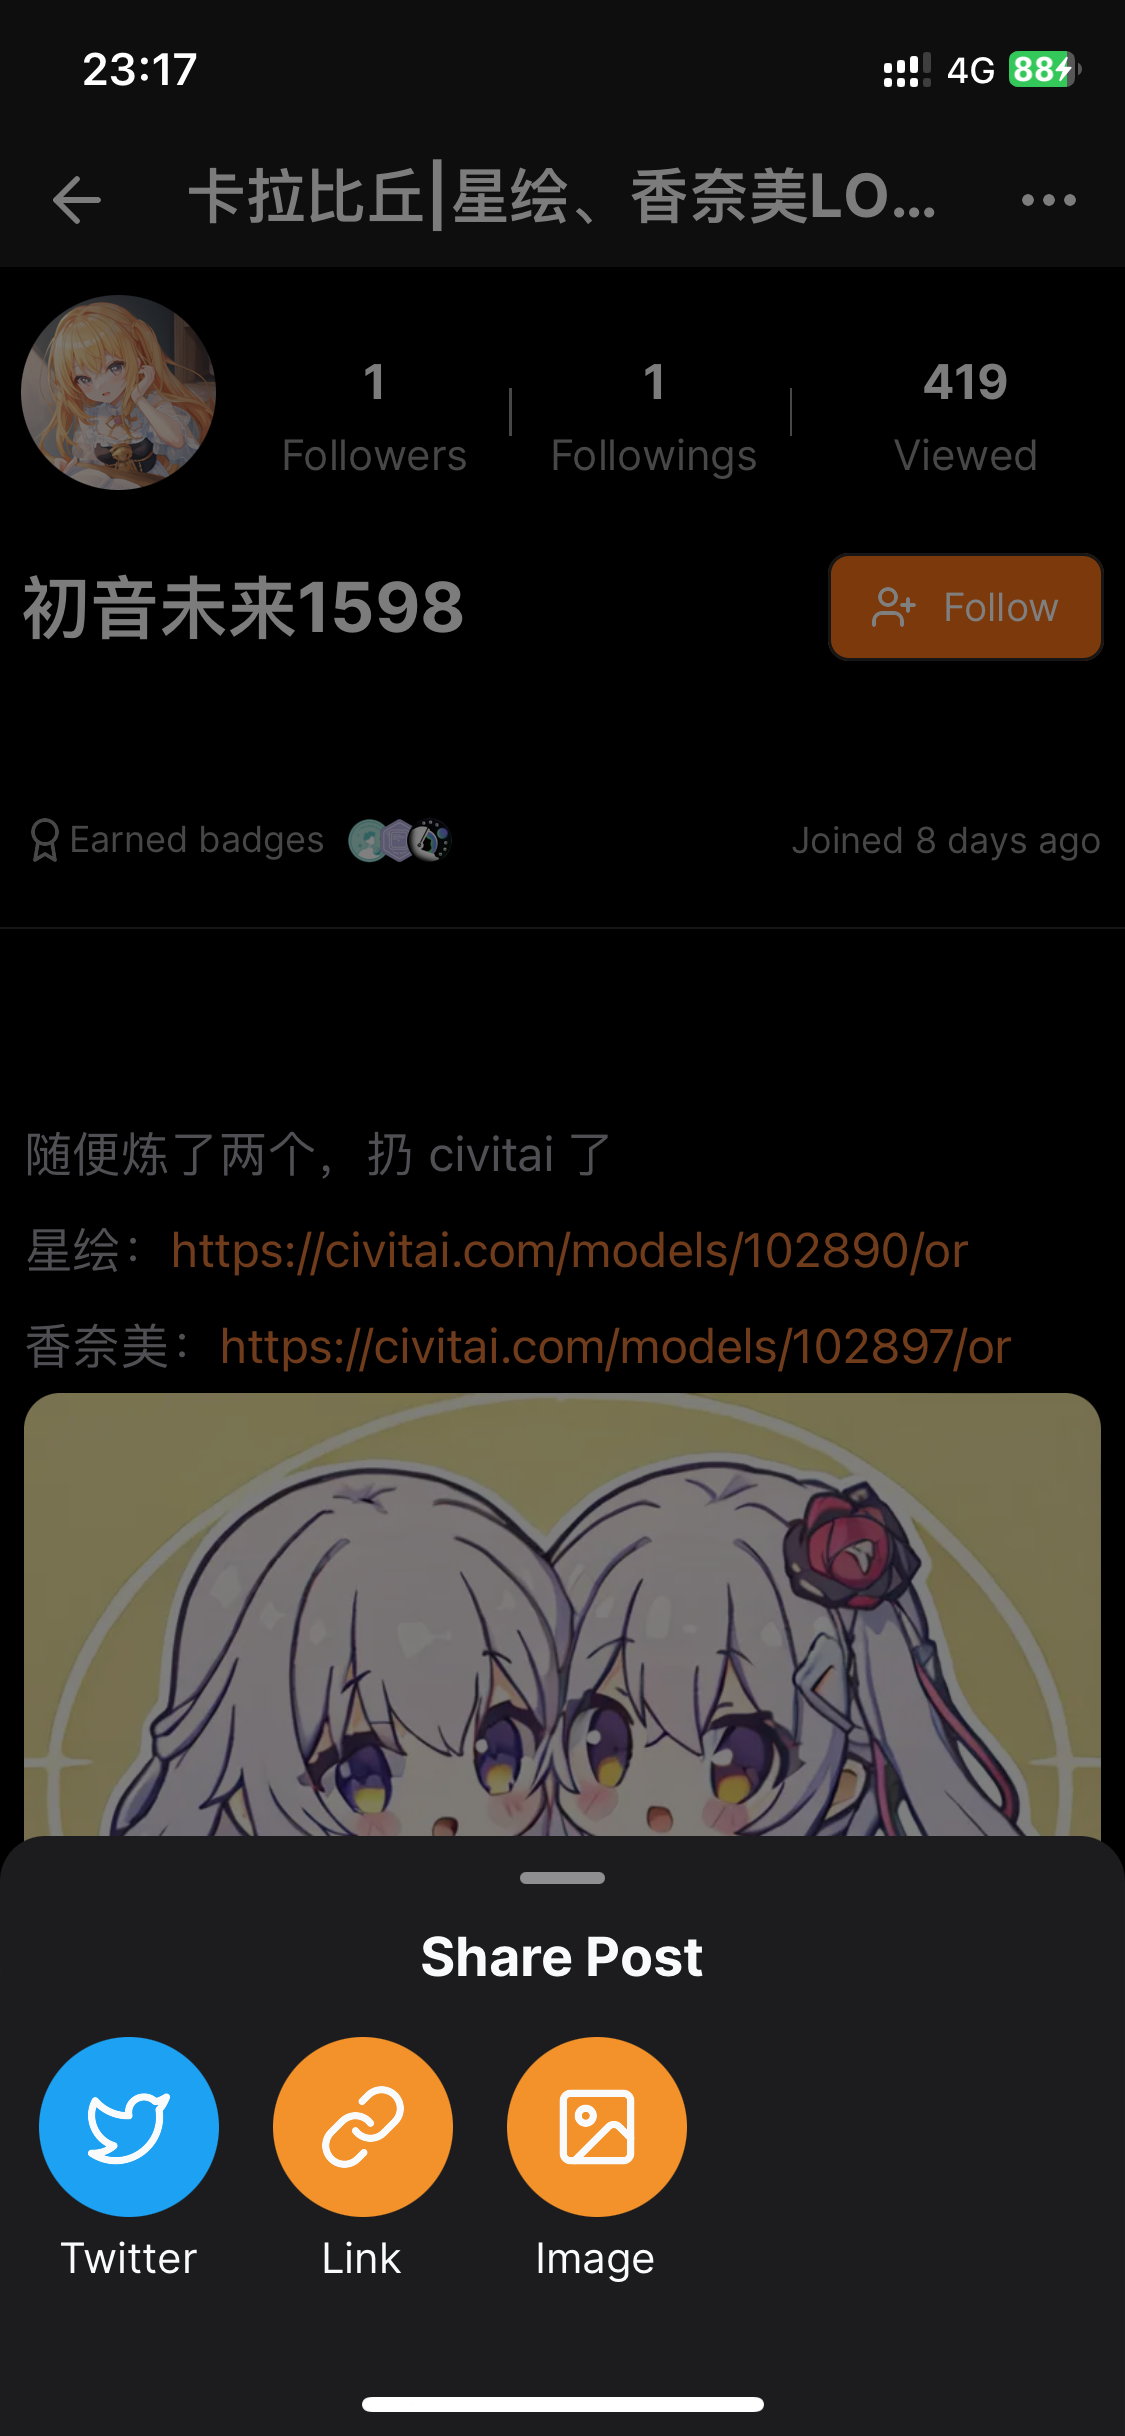 23:17
4G 88
卡拉比丘|星绘、香奈美LO...
1
Followers
1
Followings
419
Viewed
初音未来1598
Follow
Earned badges
Joined 8 days ago
随便炼了两个，扔 civitai 了
星绘：https://civitai.com/models/102890/or
香奈美：https://civitai.com/models/102897/or
Share Post
Twitter
Link
Image